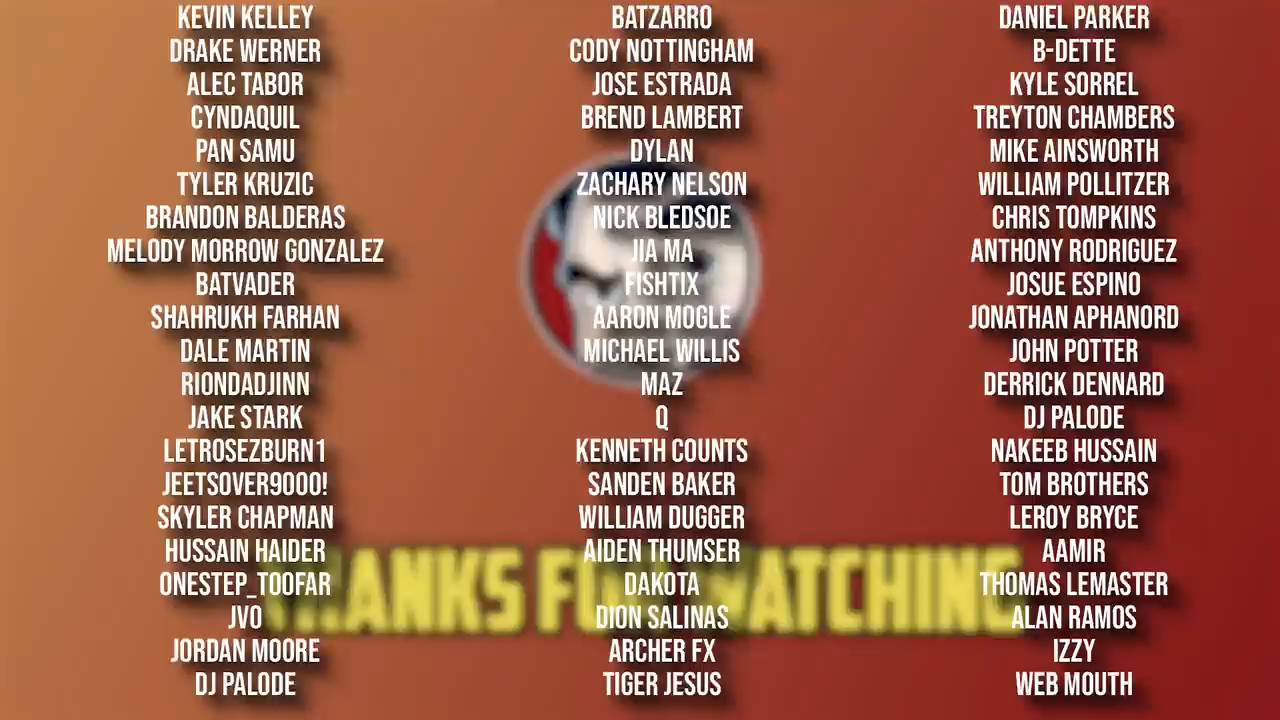 KEVIN KELLEY
DRAKE WERNER
ALEC TABOR
CYNDAQUIL
PAN SAMU
TYLER KRUZIC
BRANDON BALDERAS
MELODY MORROW GONZALEZ
BATVADER
SHAHRUKH FARHAN
DALE MARTIN
RIONDADJINN
JAKE STARK
LETROSEZBURN1
JEETSOVER9000!
SKYLER CHAPMAN
HUSSAIN HAIDER
ONESTEP_TOOFAR
JVO
JORDAN MOORE
DJ PALODE
BATZARRO
CODY NOTTINGHAM
JOSE ESTRADA
BREND LAMBERT
DYLAN
ZACHARY NELSON
NICK BLEDSOE
JIA MA
FISHTIX
AARON MOGLE
MICHAEL WILLIS
MAZ
Q
KENNETH COUNTS
SANDEN BAKER
WILLIAM DUGGER
AIDEN THUMSER
DAKOTA
DION SALINAS
ARCHER FX
TIGER JESUS
DANIEL PARKER
B-DETTE
KYLE SORREL
TREYTON CHAMBERS
MIKE AINSWORTH
WILLIAM POLLITZER
CHRIS TOMPKINS
ANTHONY RODRIGUEZ
JOSUE ESPINO
JONATHAN APHANORD
JOHN POTTER
DERRICK DENNARD
DJ PALODE
NAKEEB HUSSAIN
TOM BROTHERS
LEROY BRYCE
AAMIR
THOMAS LEMASTER
ALAN RAMOS
IZZY
WEB MOUTH
THANKS FOR WATCHING